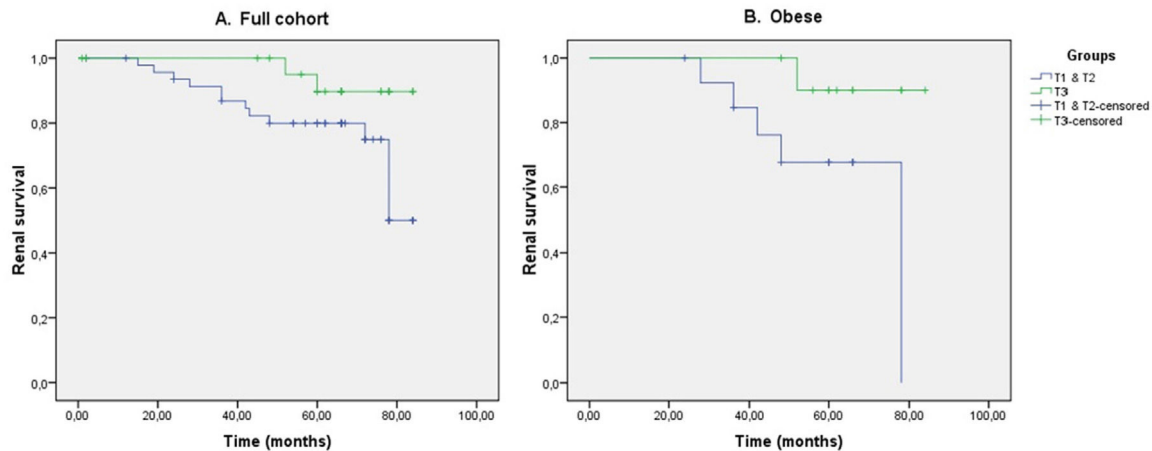 A. Full cohort
1,0
0,8
0,6
0,4
0,2
0,0
Renal survival
0,00 20,00 40,00 60,00 80,00 100,00
Time (months)
B. Obese
1,0
0,8
0,6
0,4
0,2
0,0
Renal survival
0,00 20,00 40,00 60,00 80,00 100,00
Time (months)
Groups
T1 & T2
T3
T1 & T2-censored
T3-censored